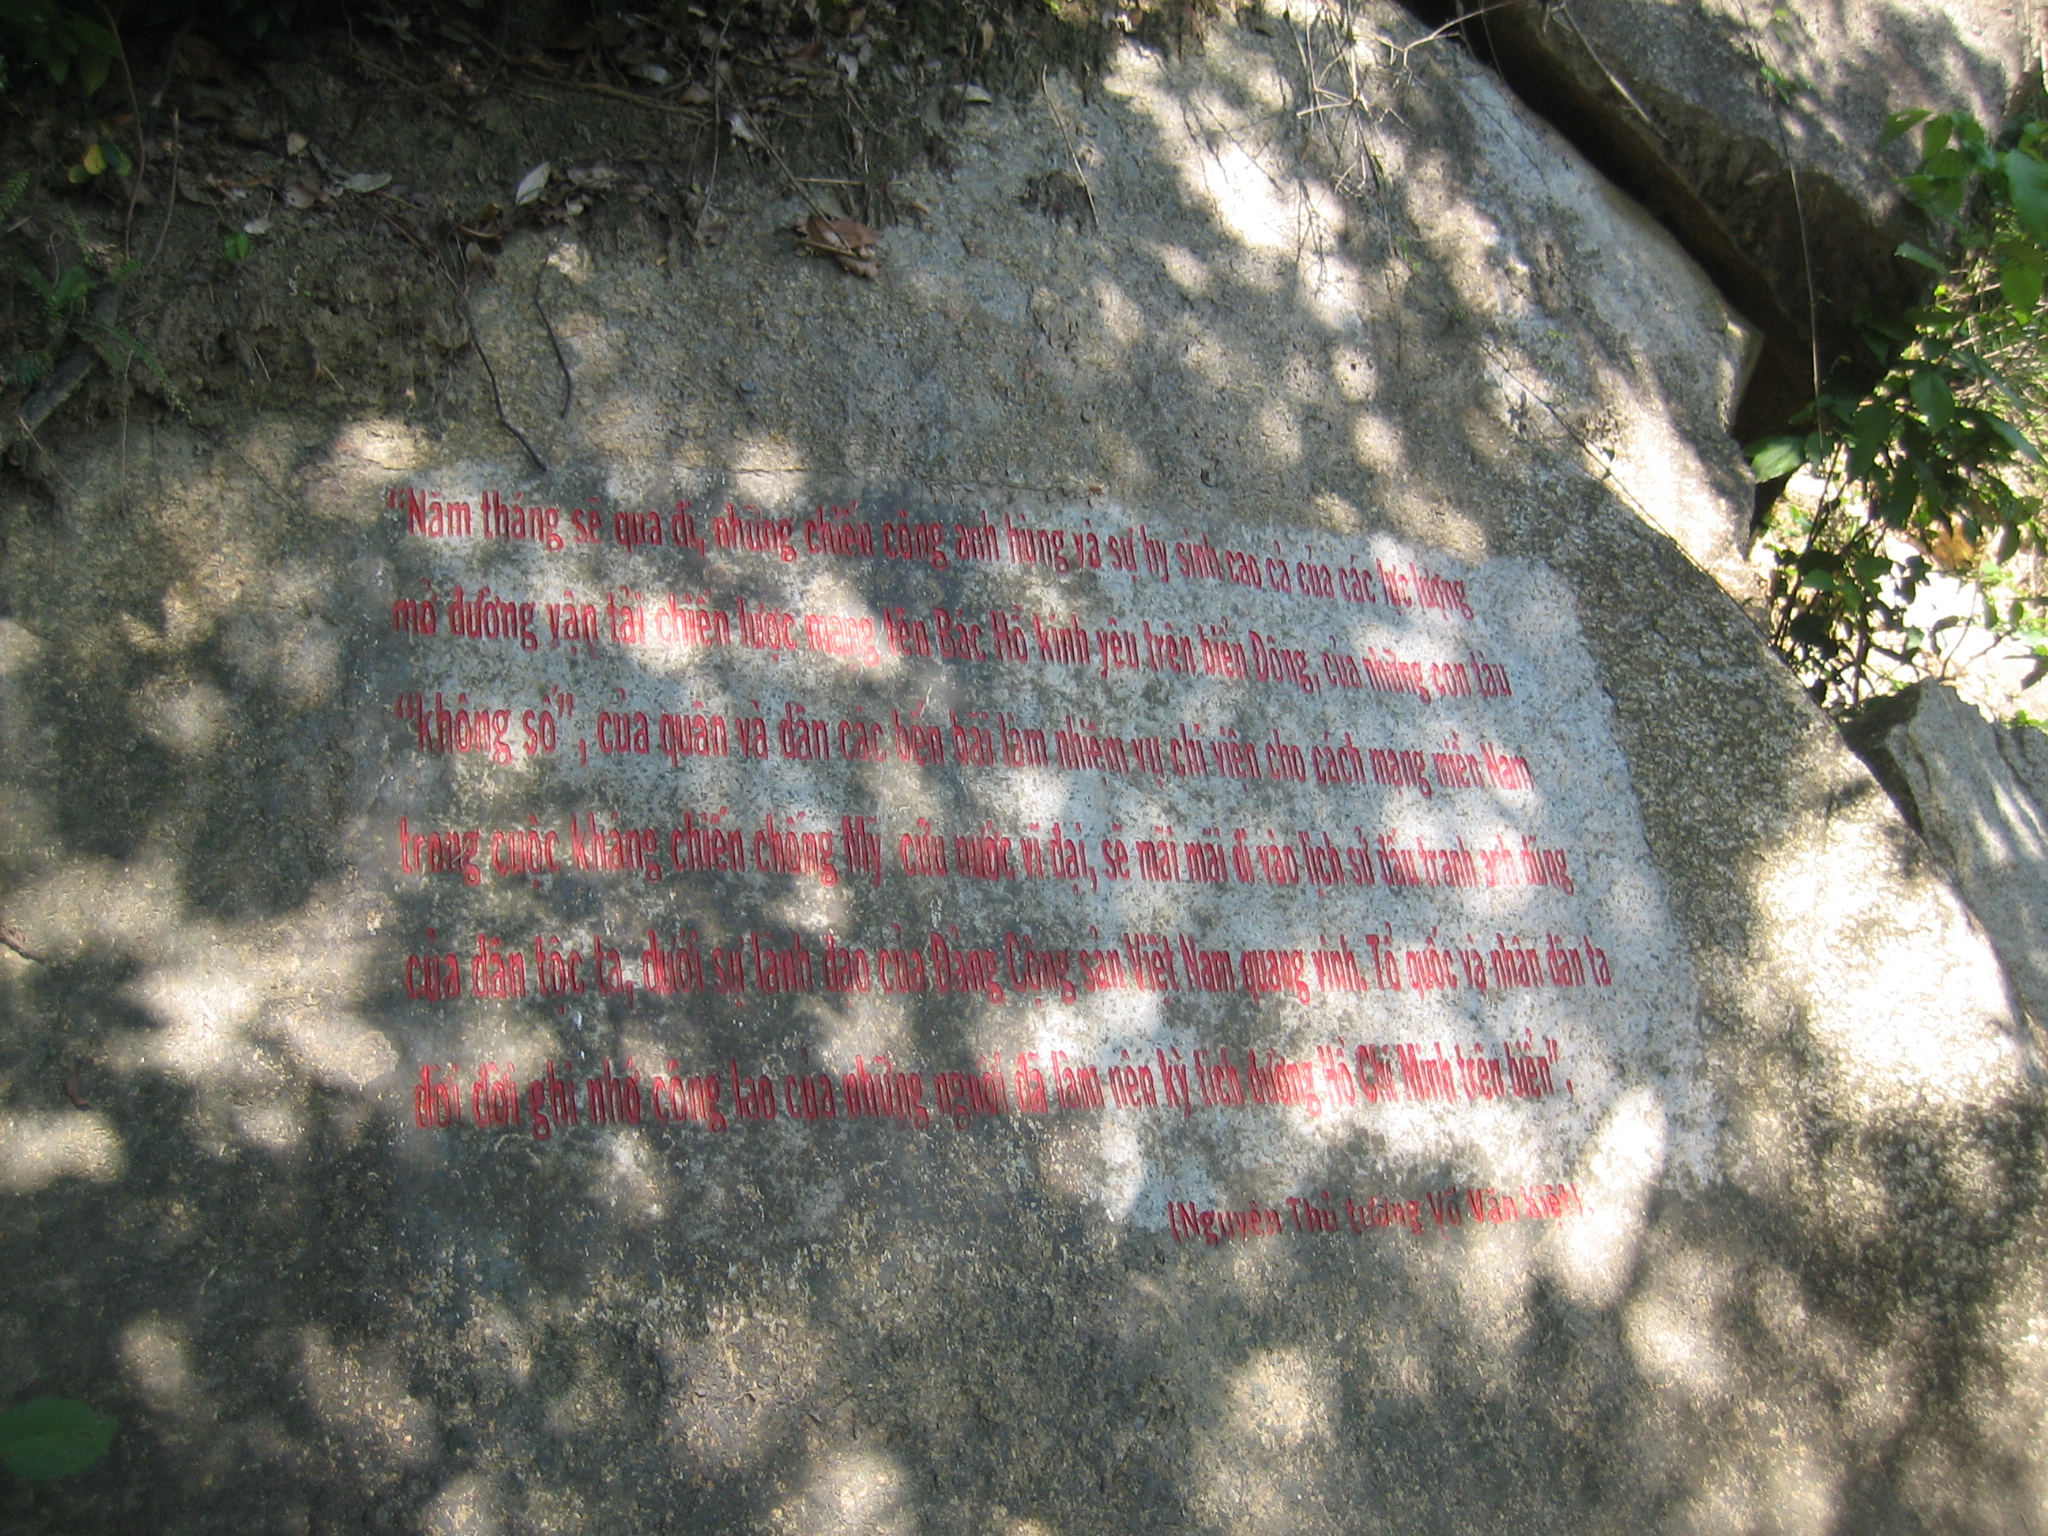 “Năm tháng sẽ qua đi, những chiến công anh hùng và sự hy sinh cao cả của các lực lượng
mở đường vận tải chiến lược mang tên Bác Hồ kính yêu trên biển Đông, của những con tàu
“không số”, của quân và dân các bến bãi làm nhiệm vụ chi viện cho cách mạng miền Nam
trong cuộc kháng chiến chống Mỹ cứu nước vĩ đại, sẽ mãi mãi đi vào lịch sử đấu tranh anh dũng
của dân tộc ta, dưới sự lãnh đạo của Đảng Cộng sản Việt Nam quang vinh. Tổ quốc và nhân dân ta
đời đời ghi nhớ công lao của những người đã làm nên kỳ tích đường Hồ Chí Minh trên biển”,
(Nguyên Thủ tướng Võ Văn Kiệt).